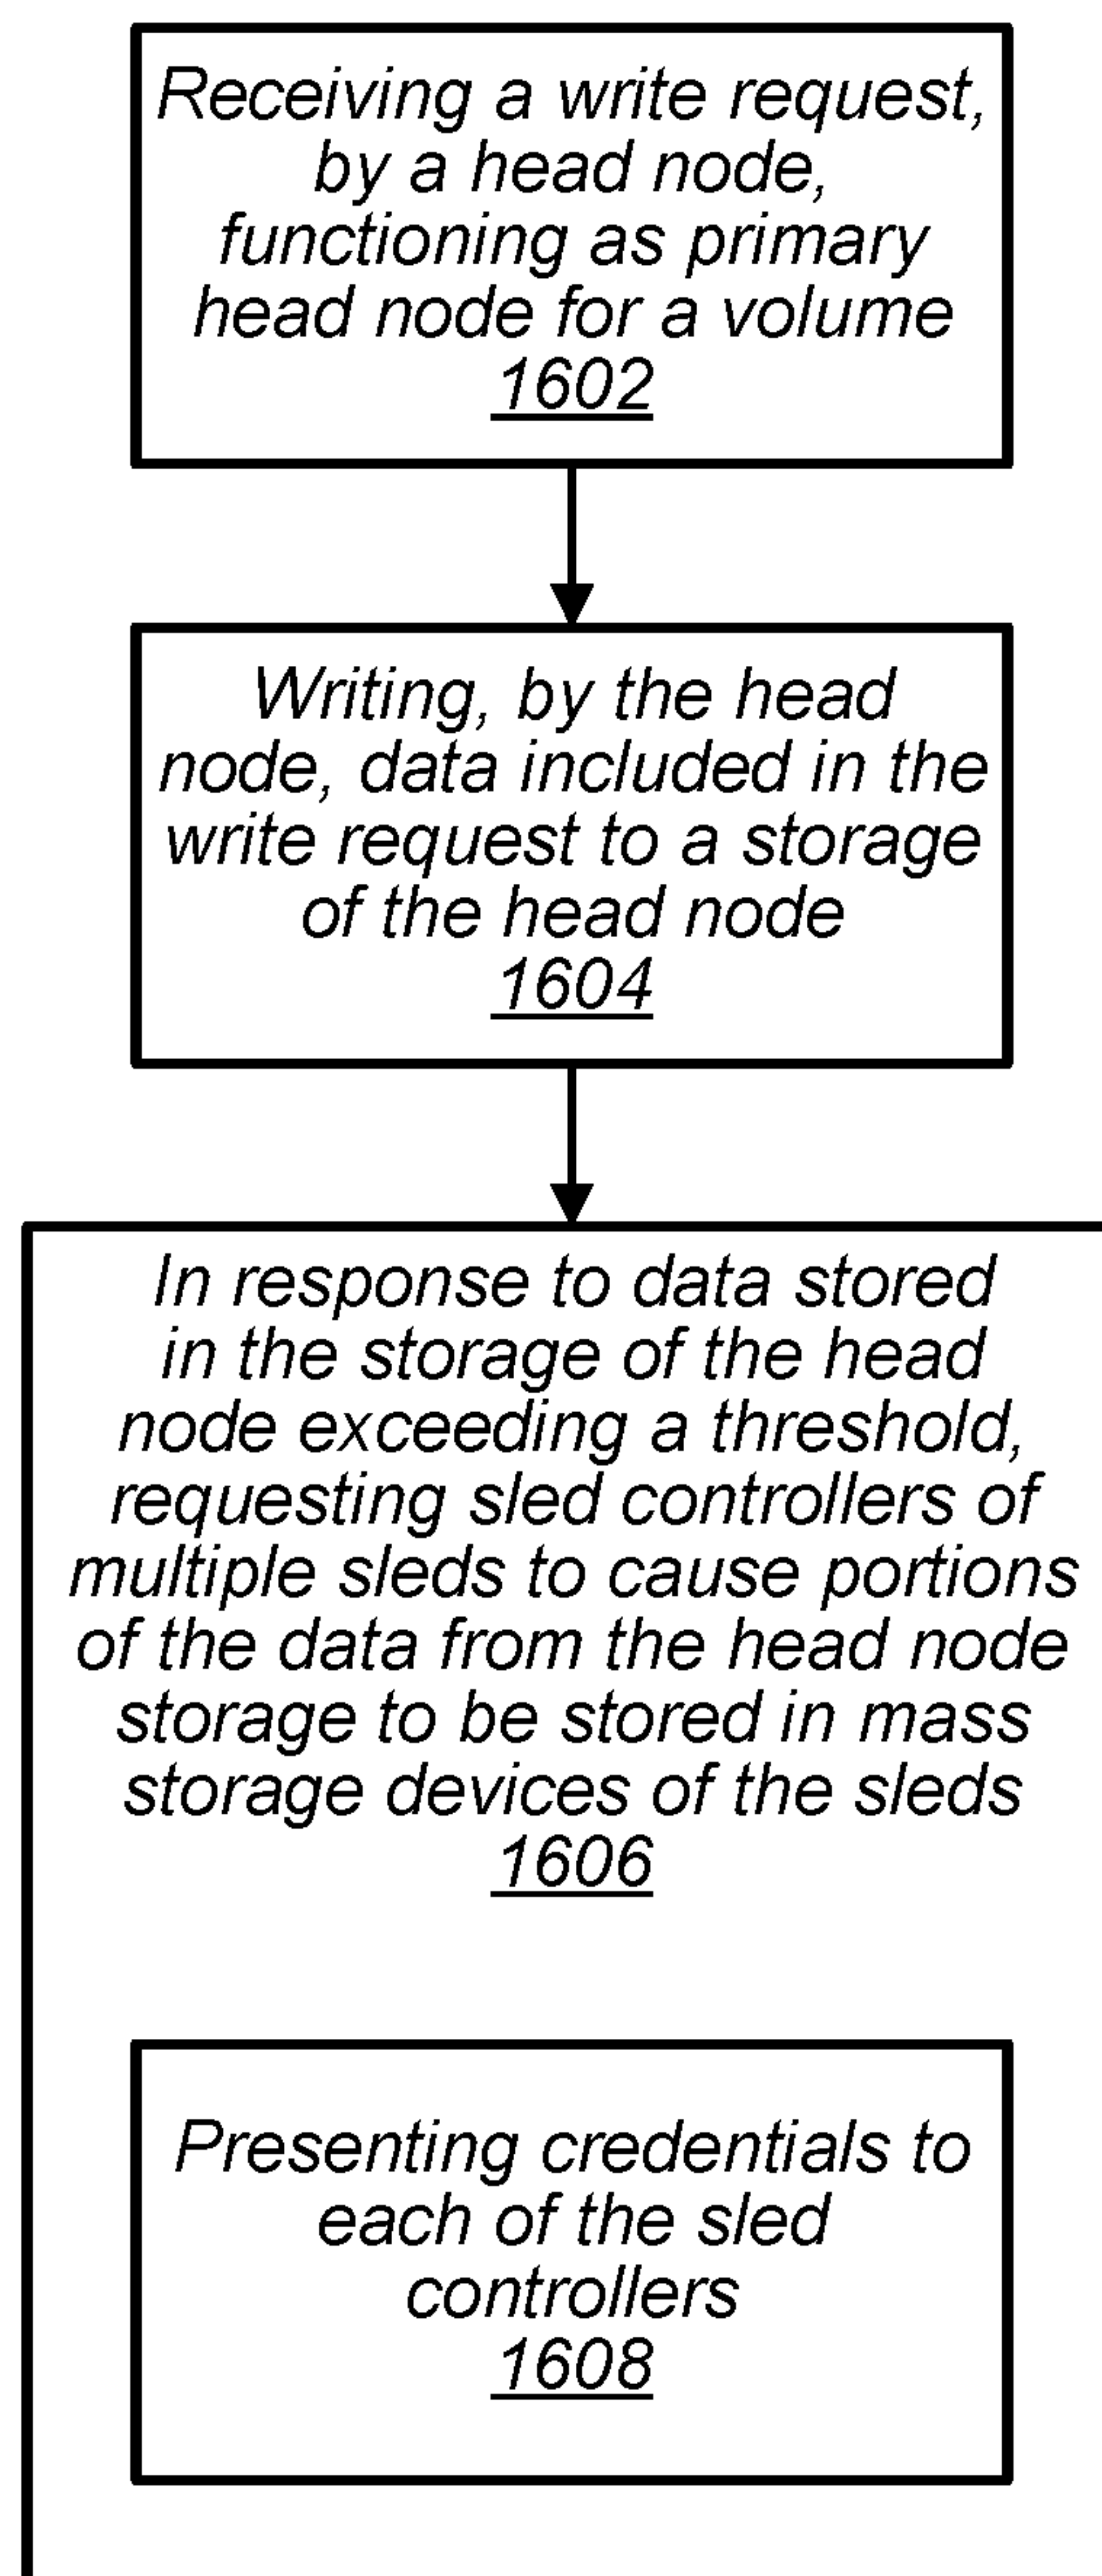 Receiving a write request,
by a head node,
functioning as primary
head node for a volume
1602
Writing, by the head
node, data included in the
write request to a storage
of the head node
1604
In response to data stored
in the storage of the head
node exceeding a threshold,
requesting sled controllers of
multiple sleds to cause portions
of the data from the head node
storage to be stored in mass
storage devices of the sleds
1606
Presenting credentials to
each of the sled
controllers
1608